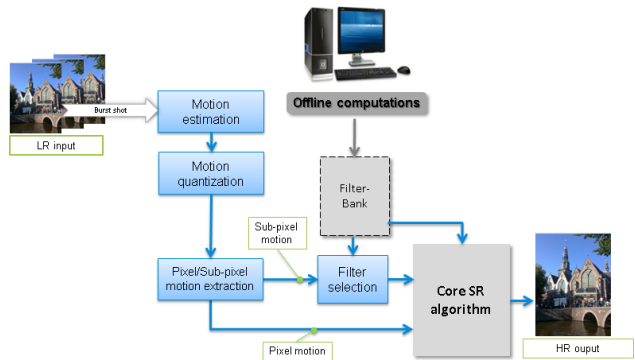 Offline computations
Burst shot
Motion
estimation
LR input
Motion
quantization
Filter-
Bank
Sub-pixel
motion
Pixel/Sub-pixel
motion extraction
Filter
selection
Core SR
algorithm
Pixel motion
HR ouput